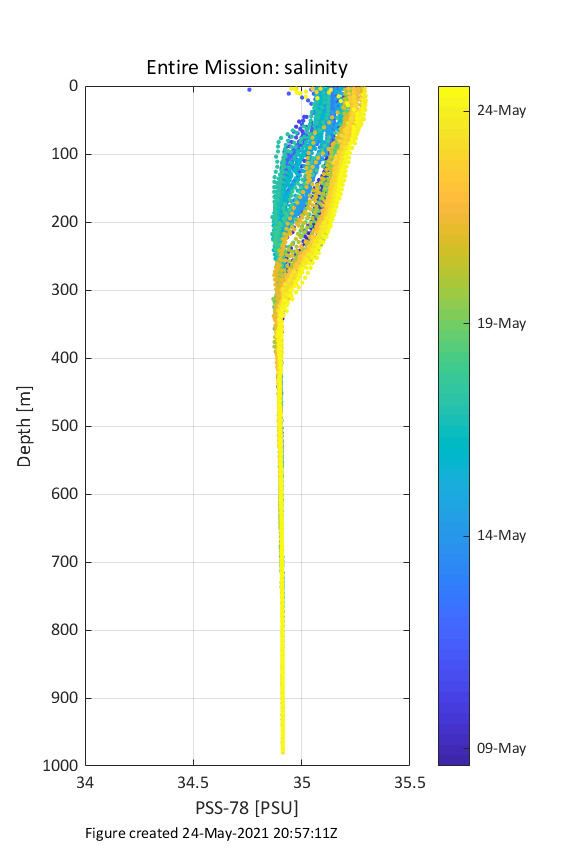 Entire Mission: salinity
0
100
200
300
400
500
600
700
800
900
1000
Depth [m]
34
34.5
35
35.5
PSS-78 [PSU]
24-May
19-May
14-May
09-May
Figure created 24-May-2021 20:57:11Z